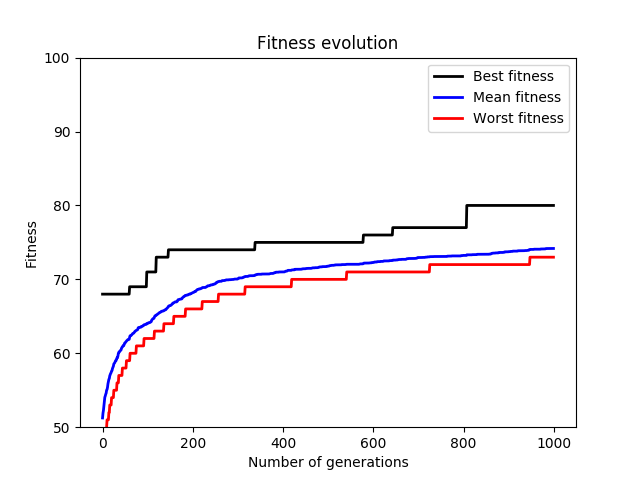 Fitness evolution
100
90
80
70
60
50
Fitness
Best fitness
Mean fitness
Worst fitness
0
200
400
600
800
1000
Number of generations